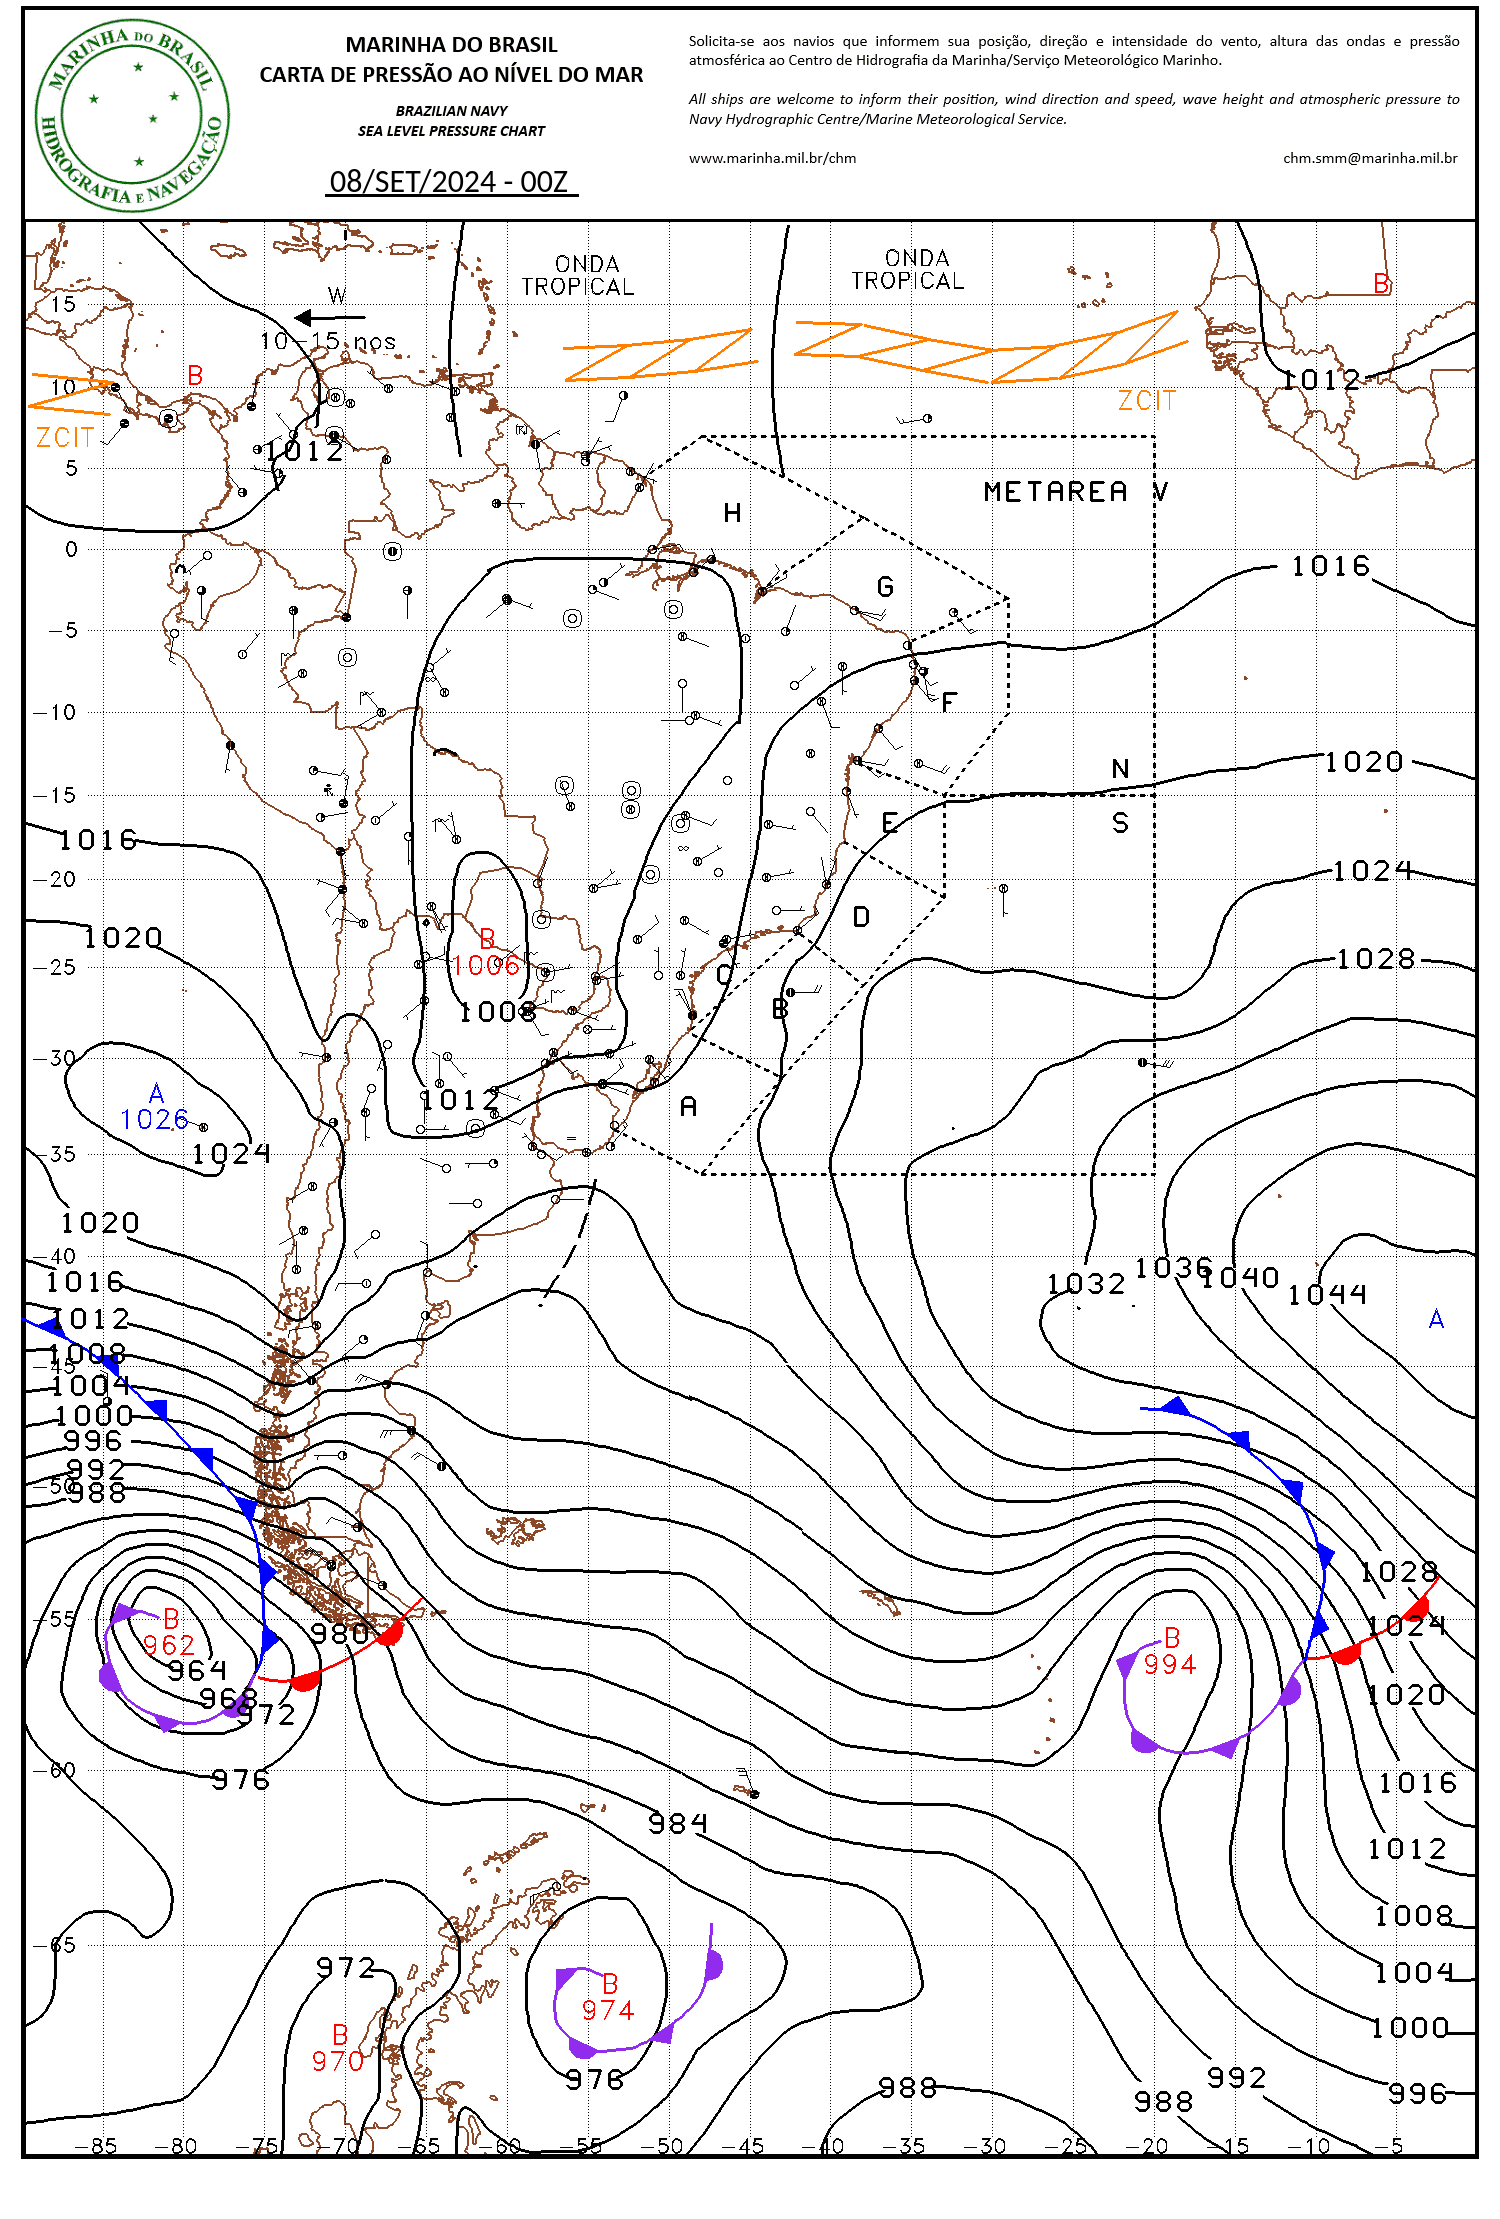 MARINHA DO BRASIL
HIDROGRAFIA E NAVEGAÇÃO
MARINHA DO BRASIL
CARTA DE PRESSÃO AO NÍVEL DO MAR
BRAZILIAN NAVY
SEA LEVEL PRESSURE CHART
08/SET/2024 - 00Z
Solicita-se aos navios que informem sua posição, direção e intensidade do vento, altura das ondas e pressão
atmosférica ao Centro de Hidrografia da Marinha/Serviço Meteorológico Marinho.
All ships are welcome to inform their position, wind direction and speed, wave height and atmospheric pressure to
Navy Hydrographic Centre/Marine Meteorological Service.
www.marinha.mil.br/chm
chm.smm@marinha.mil.br
ONDA
TROPICAL
ONDA
TROPICAL
B
15
W
10-15 nos
B
10
1012
ZCIT
ZCIT
1012
5
METAREA V
H
0
1016
G
-5
F
-10
N
1020
-15
E
S
1016
1024
-20
D
1020
B
1006
1028
-25
C
B
1008
-30
A
1026
1012
A
1024
-35
1020
-40
1016
1032
1036
1040
1044
1012
A
1008
-45
1004
1000
996
992
-50
988
1028
-55
B
962
980
1024
B
994
964
968
972
1020
-60
976
1016
984
1012
1008
-65
972
B
974
1004
B
970
1000
976
988
992
988
996
-85
-80
-75
-70
-65
-60
-55
-50
-45
-40
-35
-30
-25
-20
-15
-10
-5